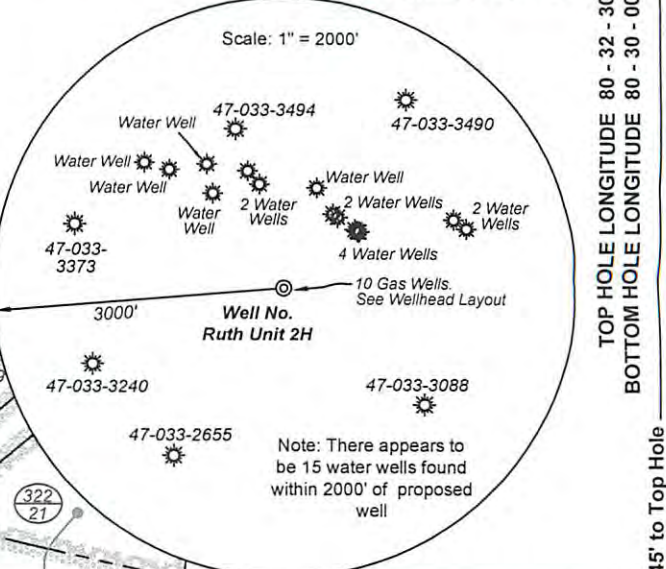 Scale: 1" = 2000'
47-033-3494
47-033-3490
Water Well
Water Well
Water Well
Water
Well
2 Water
Wells
Water Well
2 Water Wells
4 Water Wells
2 Water
Wells
47-033-
3373
10 Gas Wells.
See Wellhead Layout
3000'
Well No.
Ruth Unit 2H
47-033-3240
47-033-3088
47-033-2655
Note: There appears to
be 15 water wells found
within 2000' of proposed
well
322
21
TOP HOLE LONGITUDE 80 - 32 - 30
BOTTOM HOLE LONGITUDE 80 - 30 - 00
45' to Top Hole